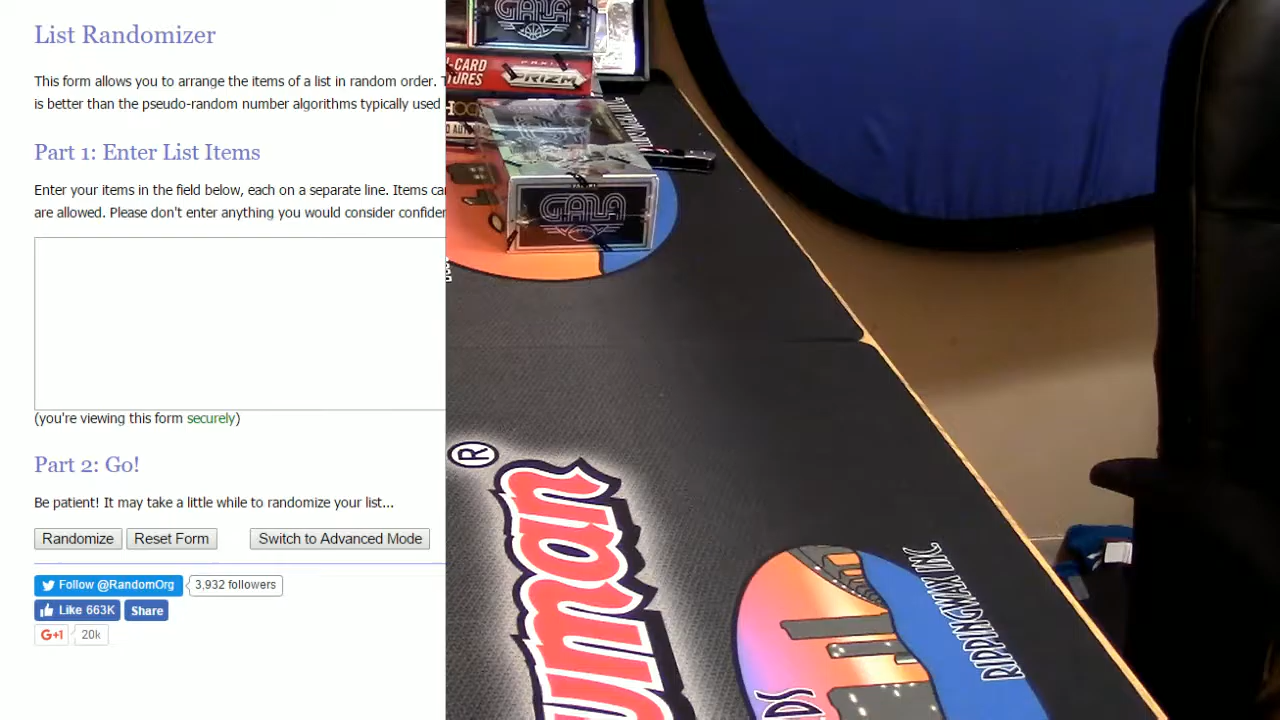 List Randomizer
This form allows you to arrange the items of a list in random order.
is better than the pseudo-random number algorithms typically used
Part 1: Enter List Items
Enter your items in the field below, each on a separate line. Items
are allowed. Please don't enter anything you would consider
(you're viewing this form securely)
Part 2: Go!
Be patient! It may take a little while to randomize your list...
Randomize
Reset Form
Switch to Advanced Mode
Follow @RandomOrg
3,932 followers
Like 663K
Share
G+1
20k
GALA
-CARD
PANINI
PRIZM
GALA
®
RIPPINGWAX INC.